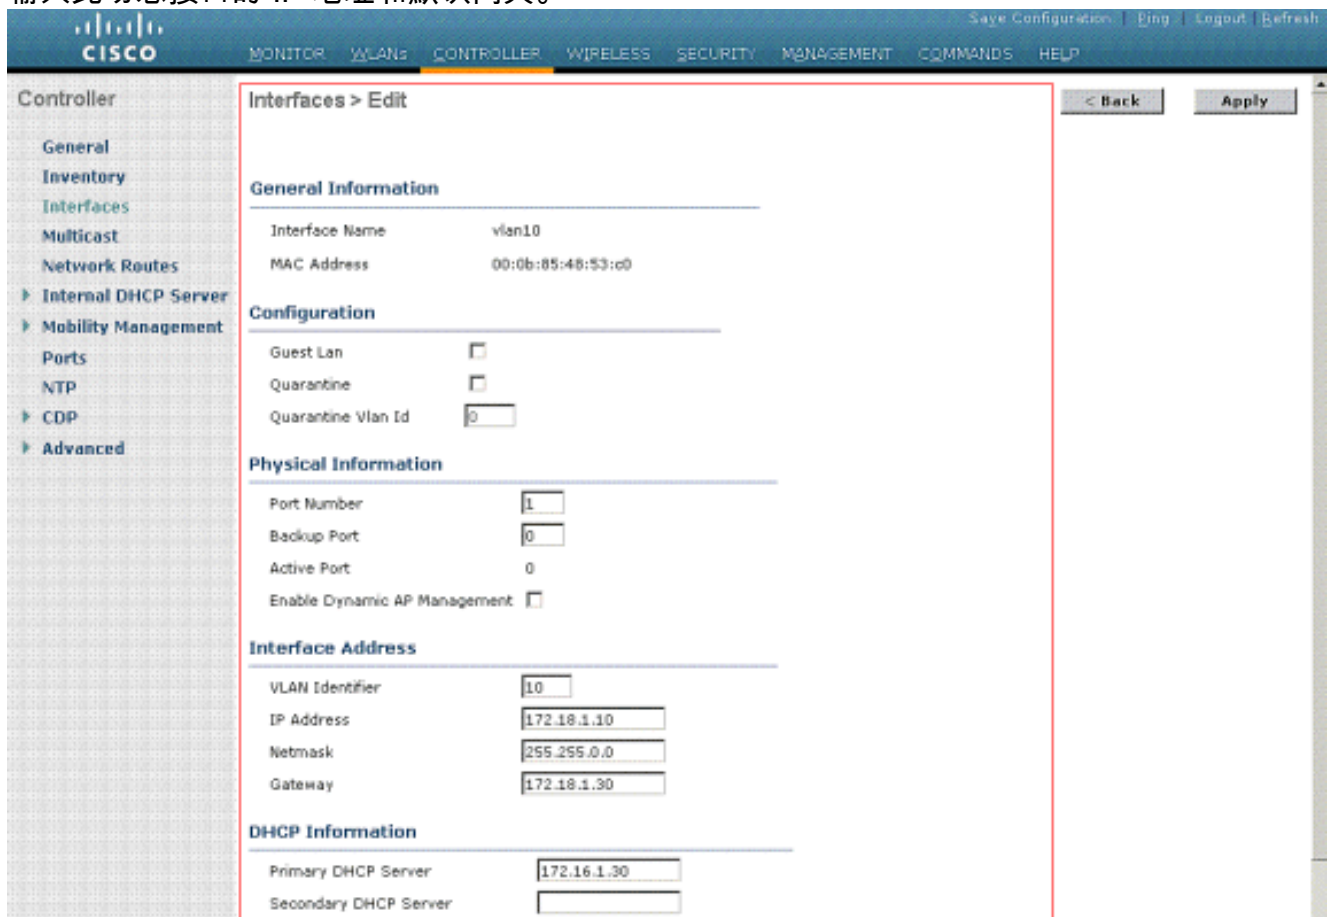 Save Configuration | Ping | Logout | Refresh
CISCO
MONITOR WLANs CONTROLLER WIRELESS SECURITY MANAGEMENT COMMANDS HELP
Controller
General
Inventory
Interfaces
Multicast
Network Routes
Internal DHCP Server
Mobility Management
Ports
NTP
CDP
Advanced
Interfaces > Edit
< Back
Apply
General Information
Interface Name vlan10
MAC Address 00:0b:85:48:53:c0
Configuration
Guest Lan
Quarantine
Quarantine Vlan Id 0
Physical Information
Port Number 1
Backup Port 0
Active Port 0
Enable Dynamic AP Management
Interface Address
VLAN Identifier 10
IP Address 172.18.1.10
Netmask 255.255.0.0
Gateway 172.18.1.30
DHCP Information
Primary DHCP Server 172.16.1.30
Secondary DHCP Server